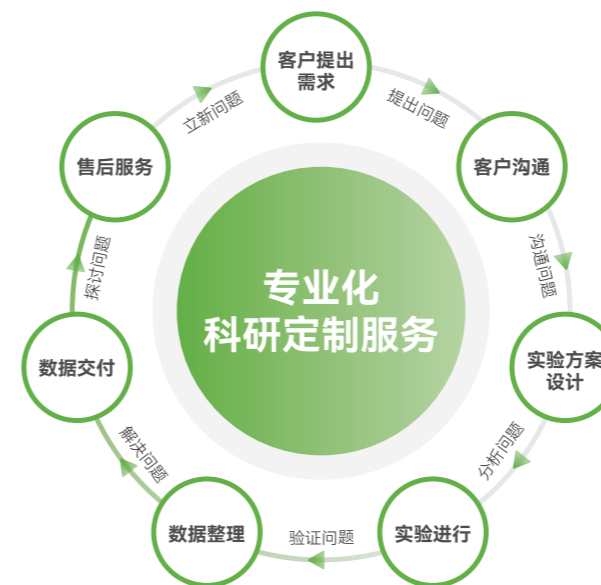 客户提出
需求
提出问题
客户沟通
沟通问题
实验方案
设计
分析问题
实验进行
验证问题
数据整理
解决问题
数据交付
探讨问题
售后服务
立新问题
专业化
科研定制服务